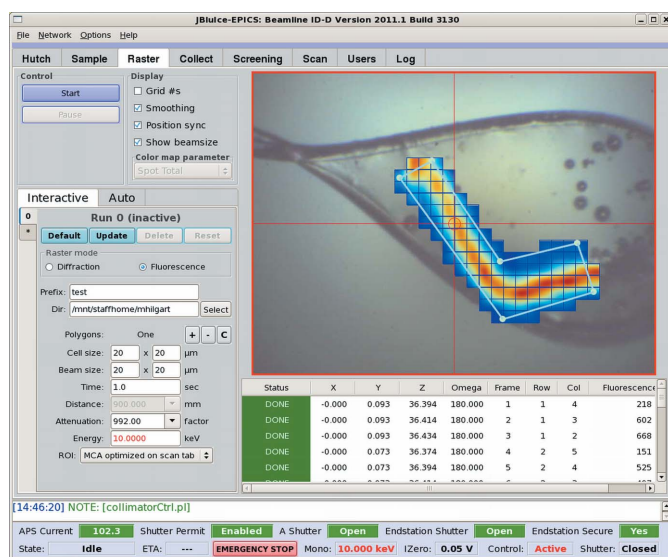 JBluIce-EPICS: Beamline ID-D Version 2011.1 Build 3130
File Network Options Help
Hutch Sample Raster Collect Screening Scan Users Log
Control
Start
Pause
Display
Grid #s
Smoothing
Position sync
Show beamsize
Color map parameter
Spot Total
Interactive Auto
0
*
Run 0 (inactive)
Default Update Delete Reset
Raster mode
Diffraction Fluorescence
Prefix: test
Dir: /mnt/staffhome/mhilgart Select
Polygons: One + - C
Cell size: 20 x 20 µm
Beam size: 20 x 20 µm
Time: 1.0 sec
Distance: 900.000 mm
Attenuation: 992.00 factor
Energy: 10.0000 keV
ROI: MCA optimized on scan tab
Status X Y Z Omega Frame Row Col Fluorescence
DONE -0.000 0.093 36.394 180.000 1 1 4 218
DONE -0.000 0.093 36.414 180.000 2 1 3 602
DONE -0.000 0.093 36.434 180.000 3 1 2 668
DONE -0.000 0.073 36.374 180.000 4 2 5 151
DONE -0.000 0.073 36.394 180.000 5 2 4 525
[14:46:20] NOTE: [collimatorCtrl.pl]
APS Current 102.3 Shutter Permit Enabled A Shutter Open Endstation Shutter Open Endstation Secure Yes
State: Idle ETA: --- EMERGENCY STOP Mono: 10.000 keV IZero: 0.05 V Control: Active Shutter: Closed